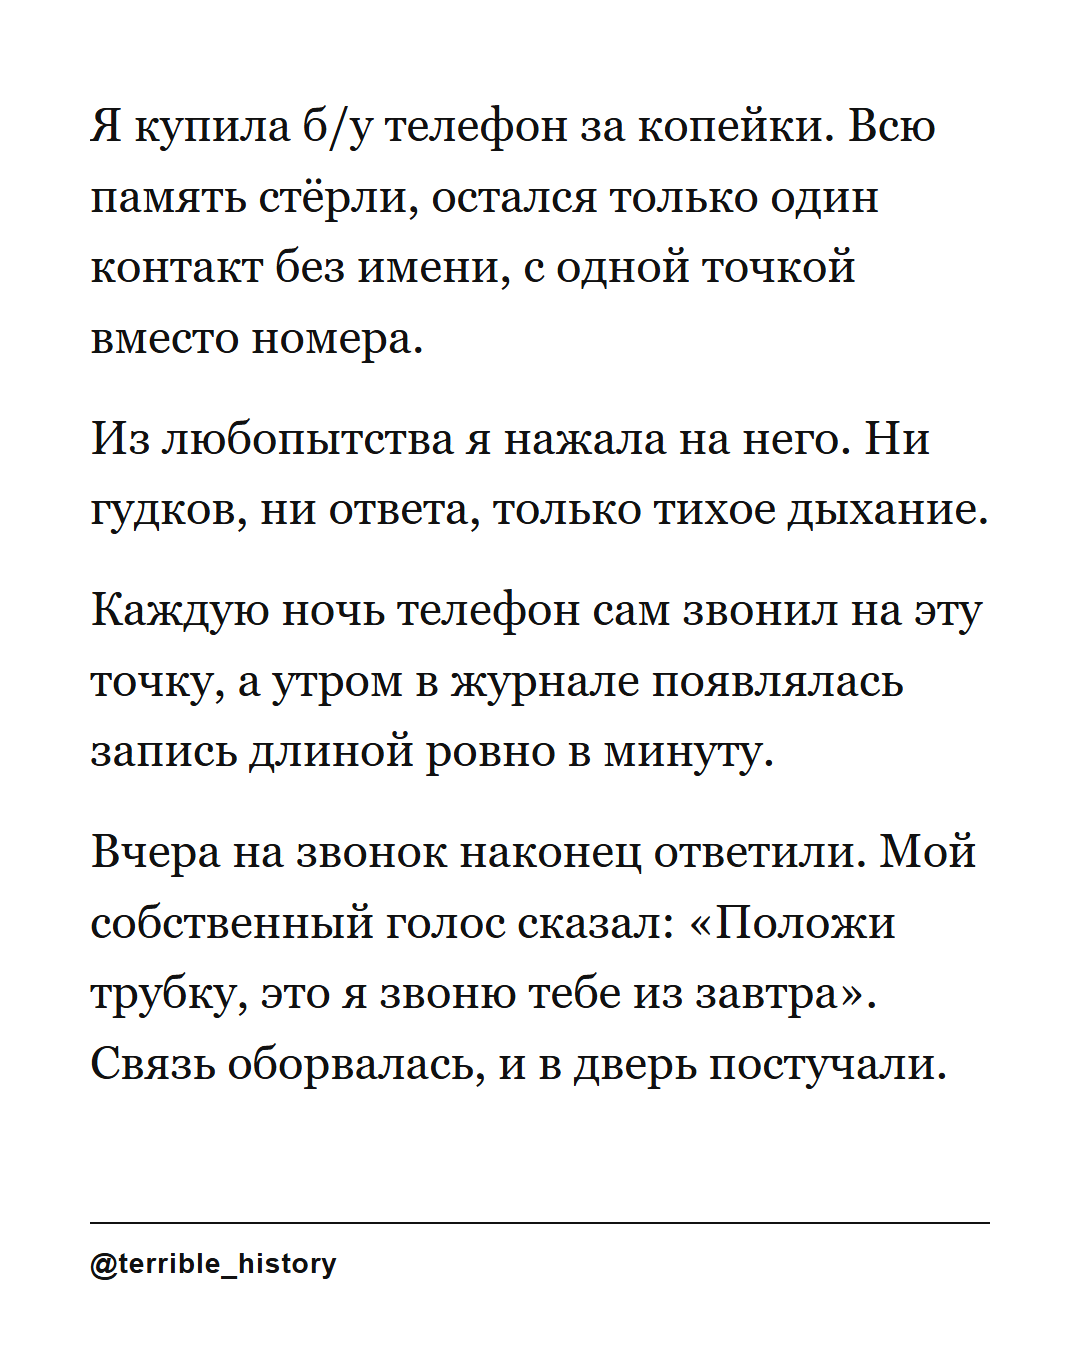 Я купила б/у телефон за копейки. Всю
память стёрли, остался только один
контакт без имени, с одной точкой
вместо номера.
Из любопытства я нажала на него. Ни
гудков, ни ответа, только тихое дыхание.
Каждую ночь телефон сам звонил на эту
точку, а утром в журнале появлялась
запись длиной ровно в минуту.
Вчера на звонок наконец ответили. Мой
собственный голос сказал: «Положи
трубку, это я звоню тебе из завтра».
Связь оборвалась, и в дверь постучали.
@terrible_history